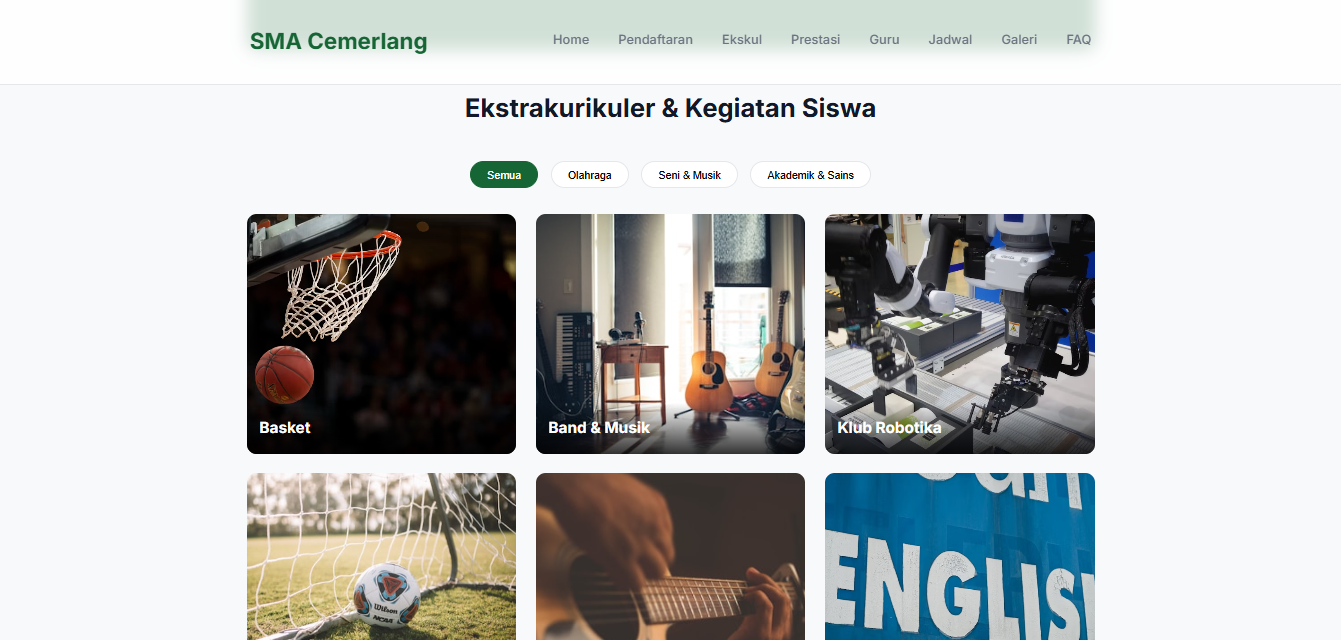 SMA Cemerlang
Home Pendaftaran Ekskul Prestasi Guru Jadwal Galeri FAQ
Ekstrakurikuler & Kegiatan Siswa
Semua Olahraga Seni & Musik Akademik & Sains
Basket
Band & Musik
Klub Robotika
Wilson
NCAA
ENGLIS